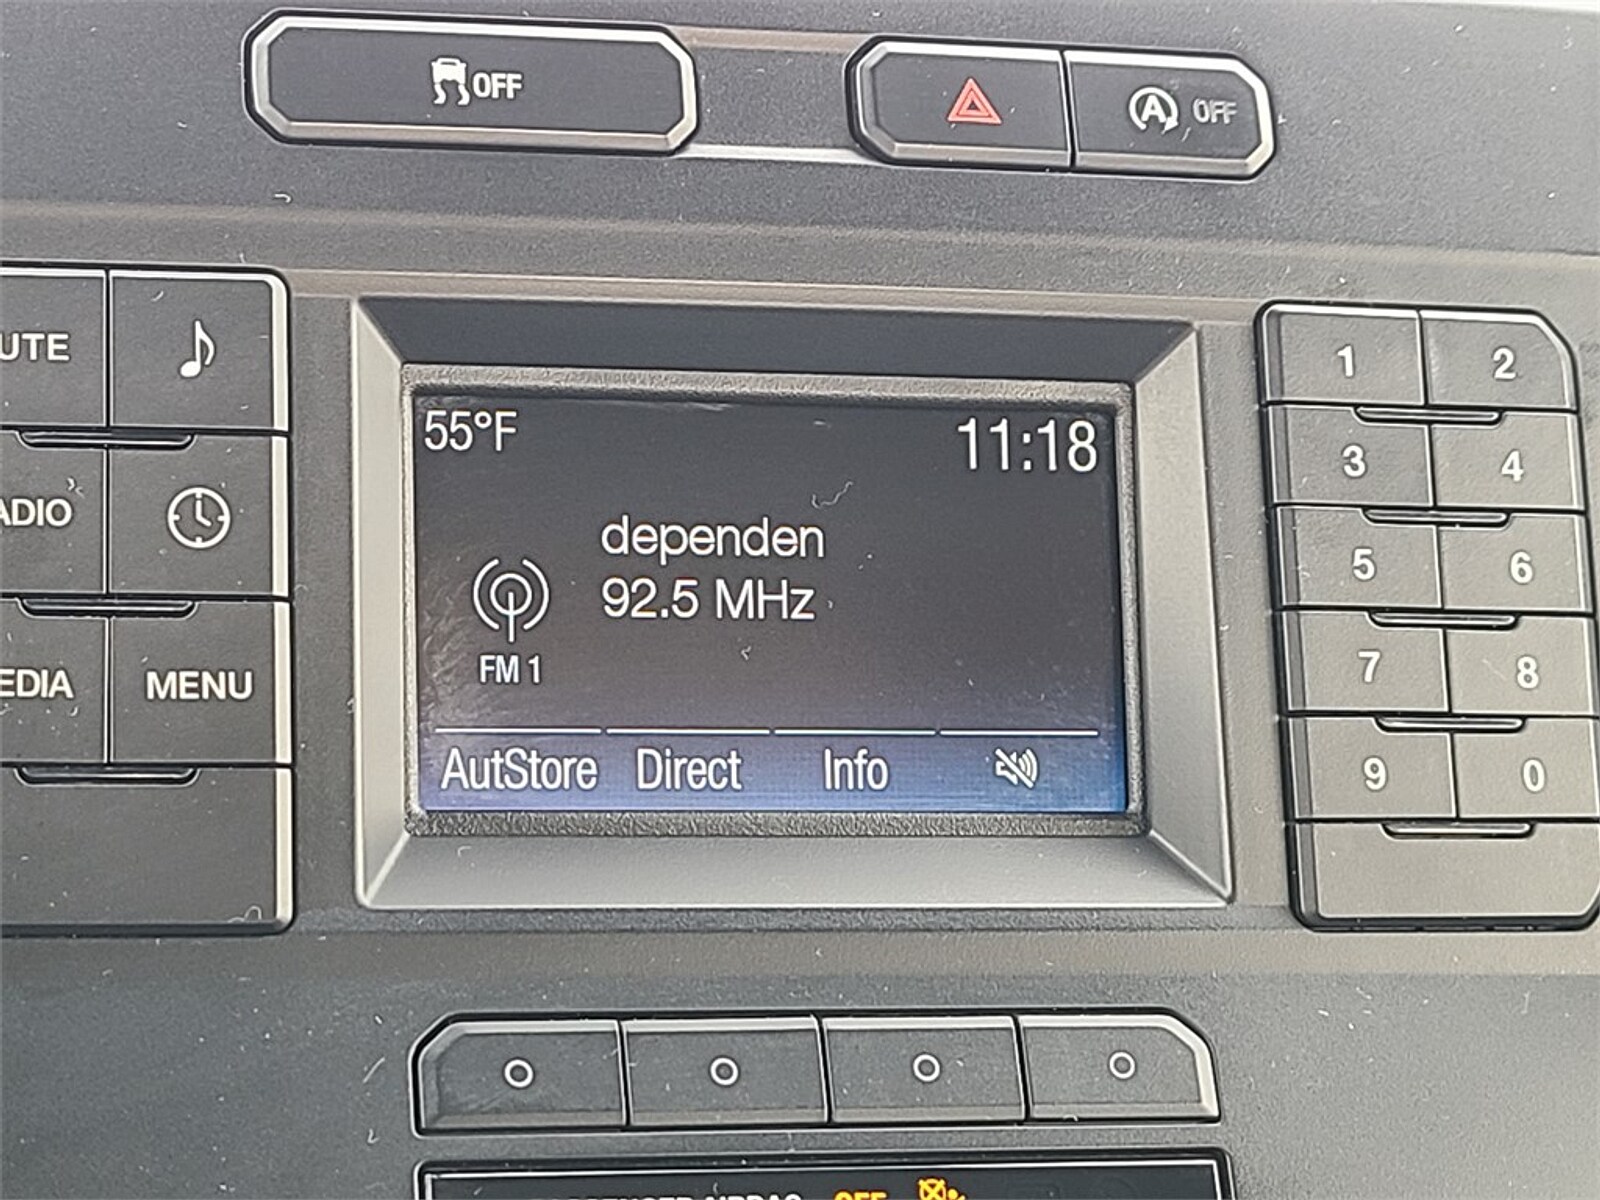 OFF
OFF
UTE
ADIO
EDIA
MENU
55°F
11:18
dependen
92.5 MHz
FM 1
AutStore Direct Info
1 2
3 4
5 6
7 8
9 0
OFF